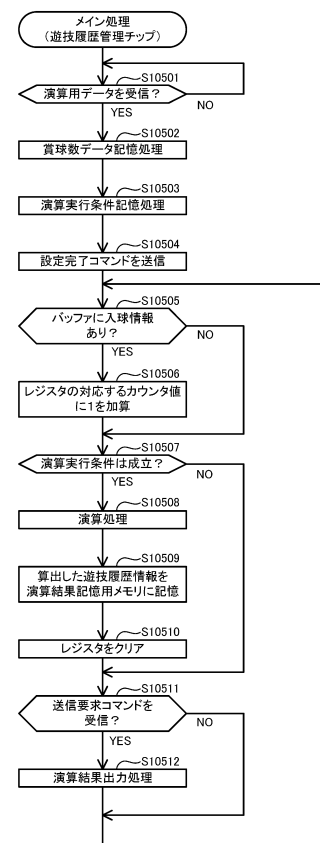 メイン処理
(遊技履歴管理チップ)
S10501
演算用データを受信？
NO
YES
S10502
賞球数データ記憶処理
S10503
演算実行条件記憶処理
S10504
設定完了コマンドを送信
S10505
バッファに入球情報
あり？
NO
YES
S10506
レジスタの対応するカウンタ値
に1を加算
S10507
演算実行条件は成立？
NO
YES
S10508
演算処理
S10509
算出した遊技履歴情報を
演算結果記憶用メモリに記憶
S10510
レジスタをクリア
S10511
送信要求コマンドを
受信？
NO
YES
S10512
演算結果出力処理